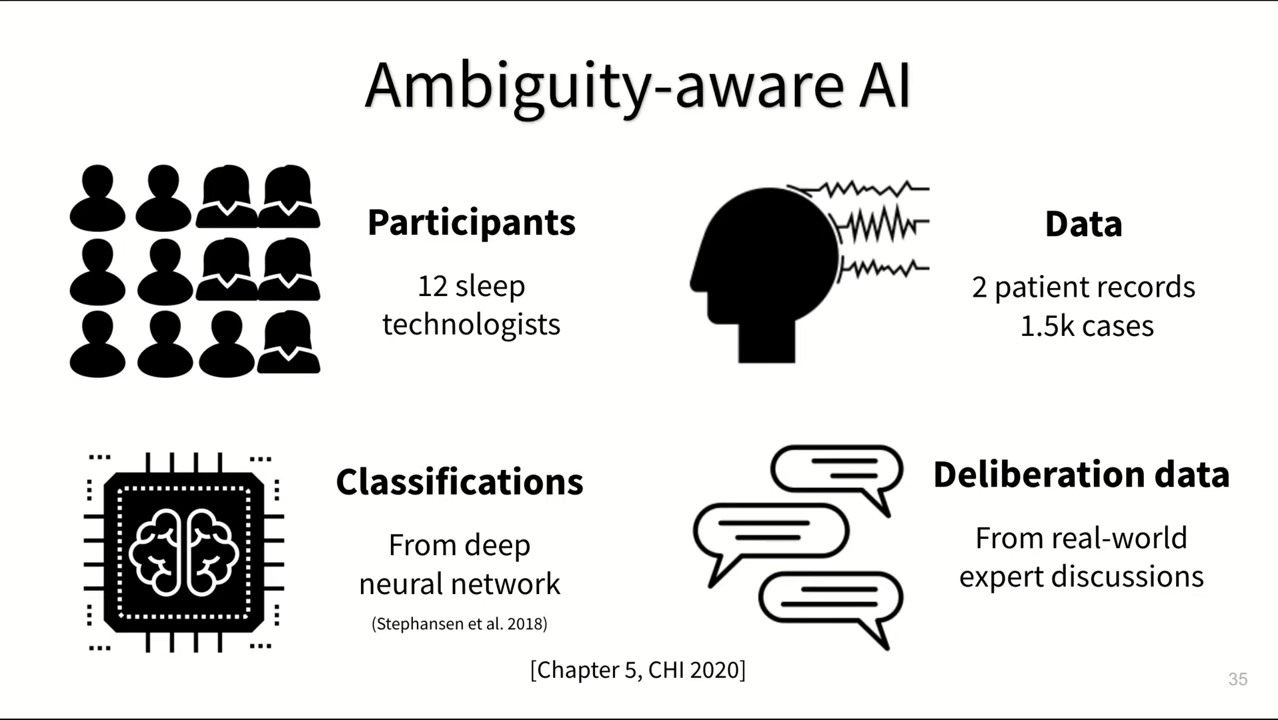 Ambiguity-aware AI
Participants
12 sleep
technologists
Data
2 patient records
1.5k cases
Classifications
From deep
neural network
(Stephansen et al. 2018)
Deliberation data
From real-world
expert discussions
[Chapter 5, CHI 2020]
35